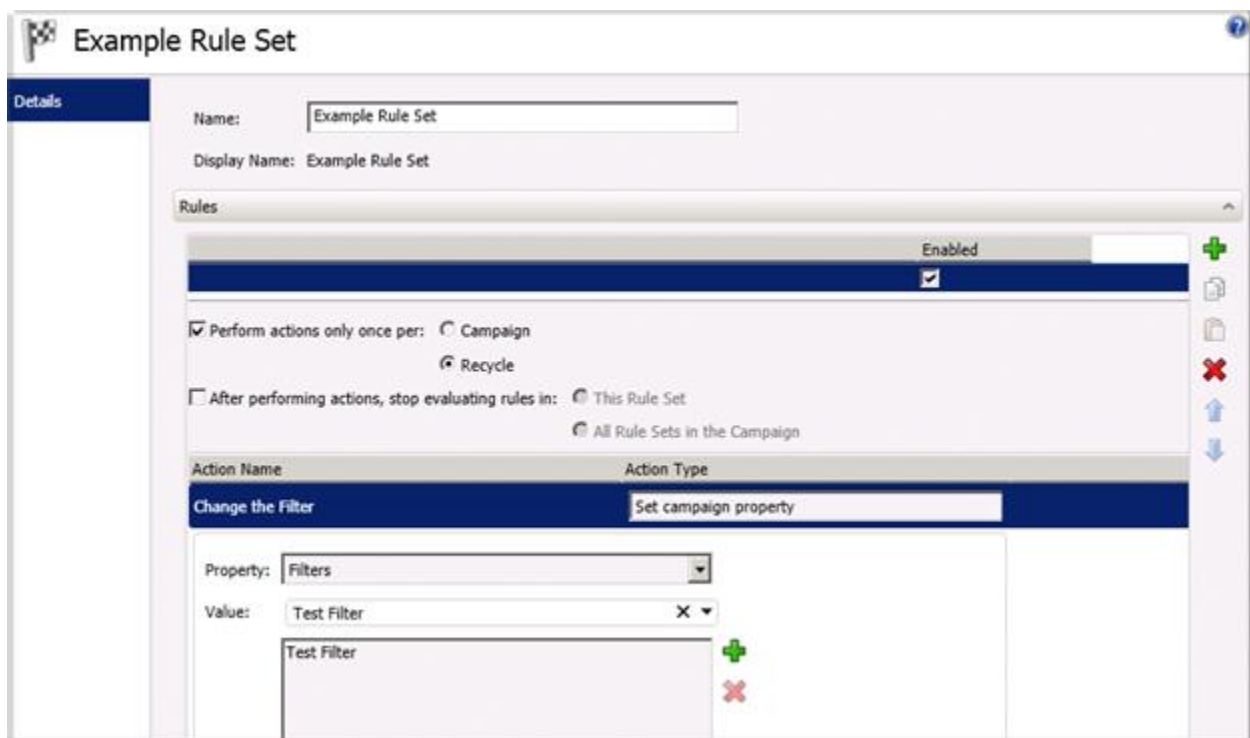 Example Rule Set
Details
Name: Example Rule Set
Display Name: Example Rule Set
Rules
Enabled
Perform actions only once per: Campaign
Recycle
After performing actions, stop evaluating rules in: This Rule Set
All Rule Sets in the Campaign
Action Name Action Type
Change the Filter Set campaign property
Property: Filters
Value: Test Filter
Test Filter